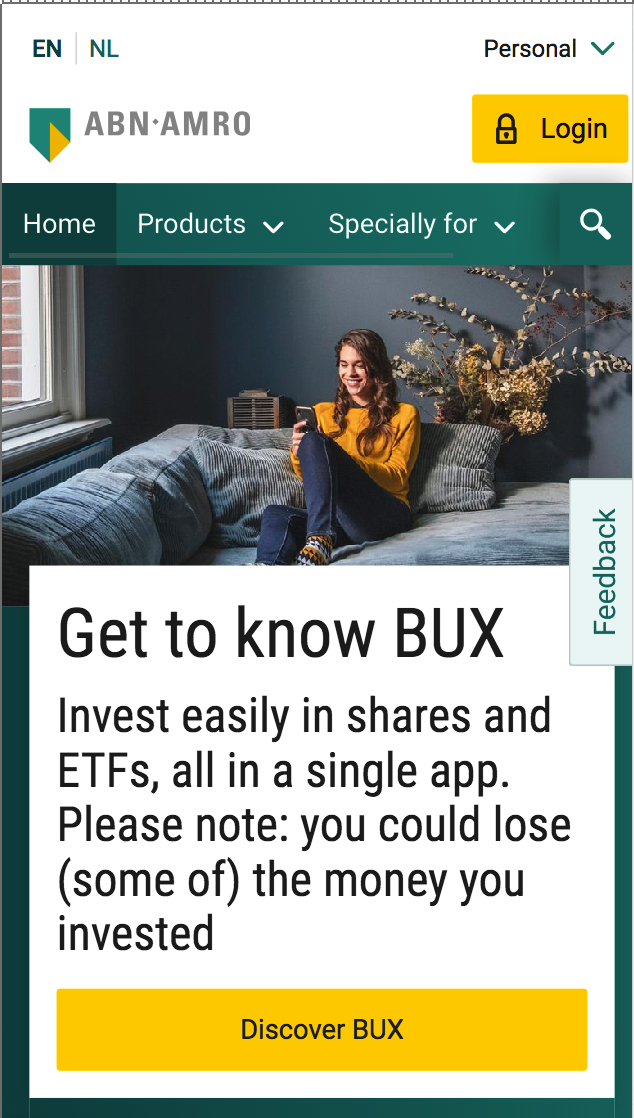 EN NL Personal
ABN·AMRO Login
Home Products Specially for
Feedback
Get to know BUX
Invest easily in shares and
ETFs, all in a single app.
Please note: you could lose
(some of) the money you
invested
Discover BUX